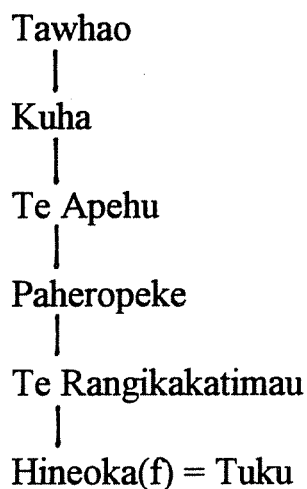 Tawhao
Kuha
Te Apehu
Paheropeke
Te Rangikakatimau
Hineoka(f) = Tuku